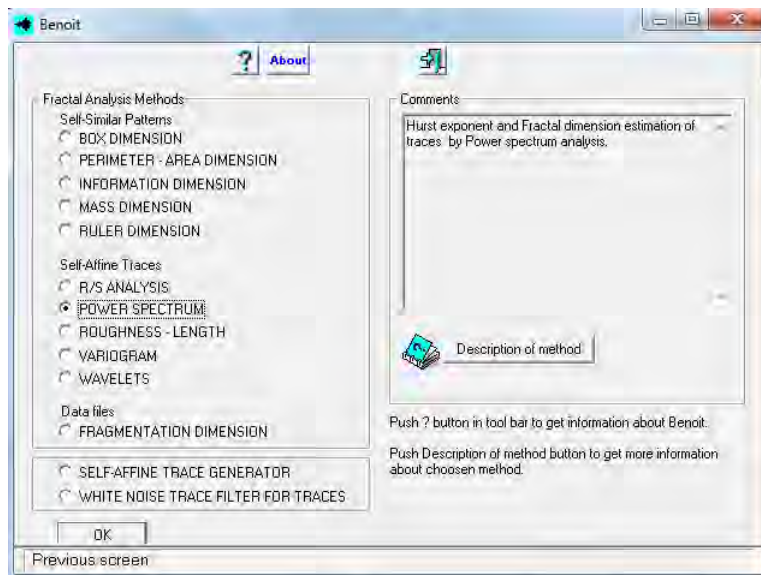 Benoit
? About
Fractal Analysis Methods
Self-Similar Patterns
BOX DIMENSION
PERIMETER - AREA DIMENSION
INFORMATION DIMENSION
MASS DIMENSION
RULER DIMENSION
Self-Affine Traces
R/S ANALYSIS
POWER SPECTRUM
ROUGHNESS - LENGTH
VARIOGRAM
WAVELETS
Data files
FRAGMENTATION DIMENSION
SELF-AFFINE TRACE GENERATOR
WHITE NOISE TRACE FILTER FOR TRACES
OK
Comments
Hurst exponent and Fractal dimension estimation of
traces by Power spectrum analysis.
Description of method
Push ? button in tool bar to get information about Benoit.
Push Description of method button to get more information
about choosen method.
Previous screen